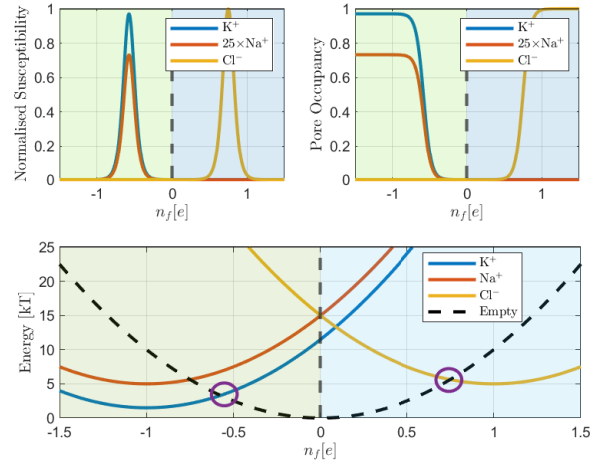 Normalised Susceptibility
1
0.8
0.6
0.4
0.2
0
-1
0
1
n_f[e]
K⁺
25×Na⁺
Cl⁻
Pore Occupancy
1
0.8
0.6
0.4
0.2
0
-1
0
1
n_f[e]
K⁺
25×Na⁺
Cl⁻
Energy [kT]
25
20
15
10
5
0
-1.5
-1
-0.5
0
0.5
1
1.5
n_f[e]
K⁺
Na⁺
Cl⁻
Empty